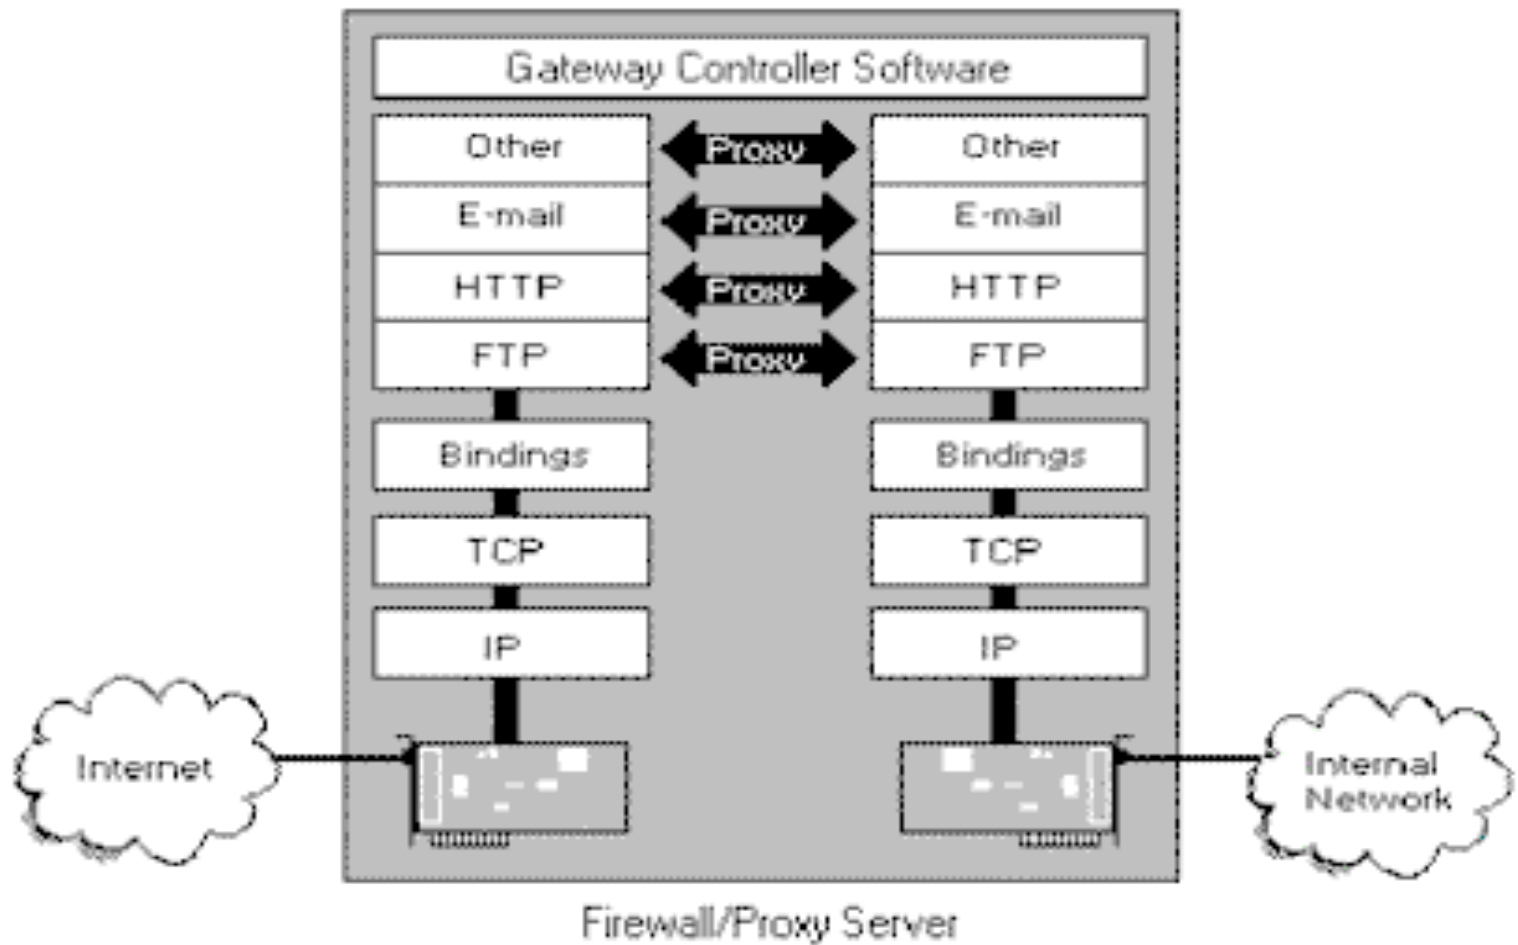 Gateway Controller Software
Other Proxy Other
E-mail Proxy E-mail
HTTP Proxy HTTP
FTP Proxy FTP
Bindings Bindings
TCP TCP
IP IP
Internet
Internal
Network
Firewall/Proxy Server